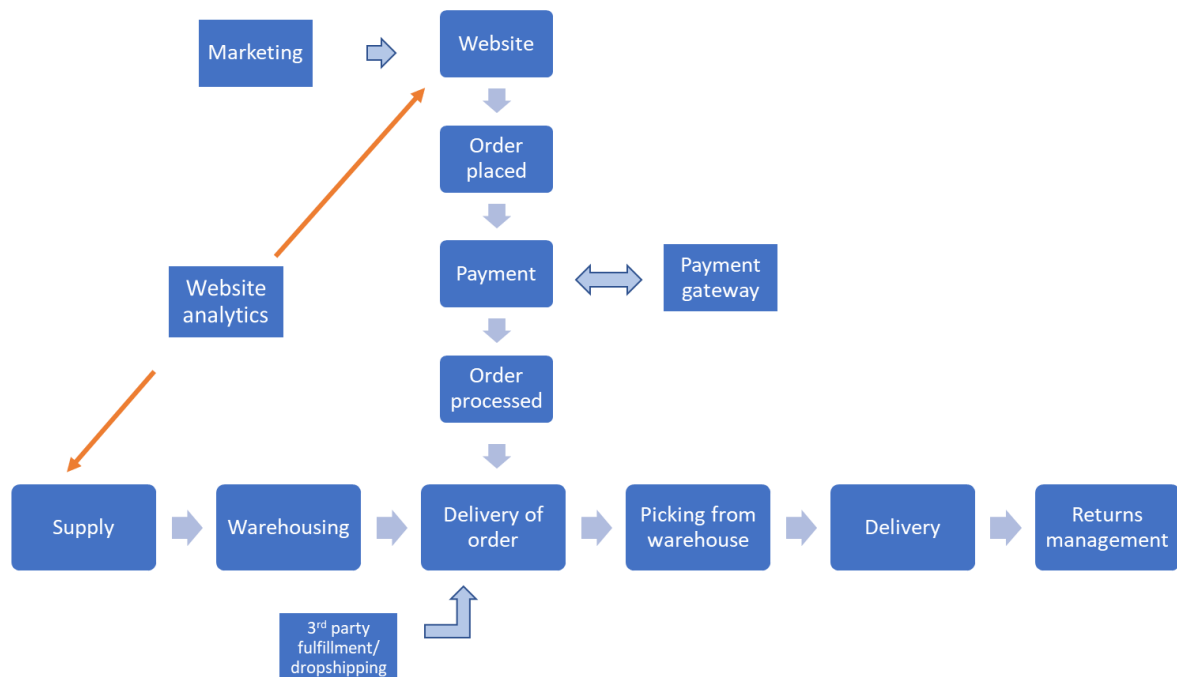 Marketing
Website
Order
placed
Payment
Payment
gateway
Website
analytics
Order
processed
Supply
Warehousing
Delivery of
order
Picking from
warehouse
Delivery
Returns
management
3rd party
fulfillment/
dropshipping